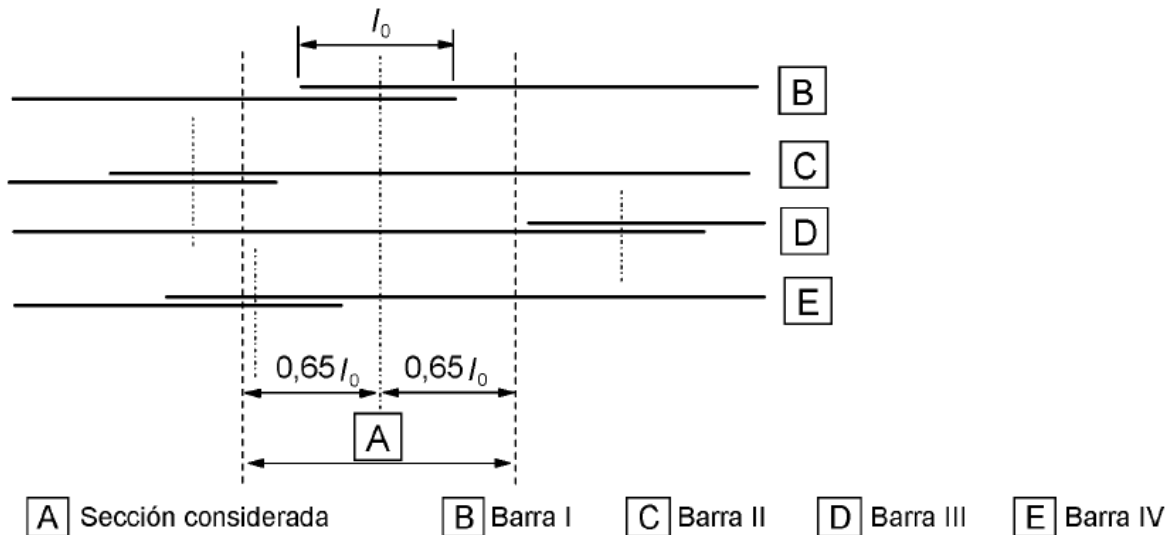 l₀
B
C
D
E
0,65 l₀ 0,65 l₀
A
A Sección considerada B Barra I C Barra II D Barra III E Barra IV